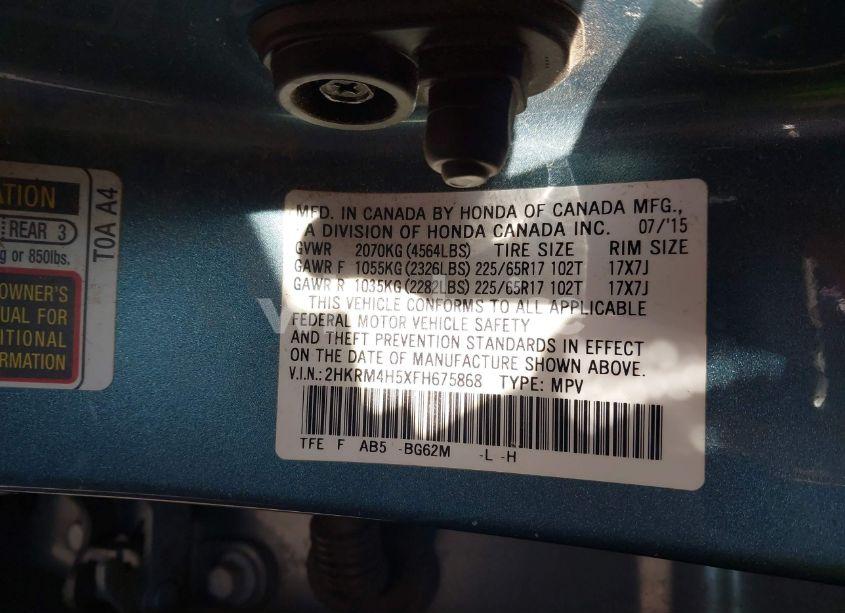 ATION
REAR 3
g or 850lbs.
OWNER'S
UAL FOR
ITIONAL
RMATION
T0A A4
MFD. IN CANADA BY HONDA OF CANADA MFG.,
A DIVISION OF HONDA CANADA INC. 07/'15
GVWR 2070KG(4564LBS) TIRE SIZE RIM SIZE
GAWR F 1055KG(2326LBS) 225/65R17 102T 17X7J
GAWR R 1035KG(2282LBS) 225/65R17 102T 17X7J
THIS VEHICLE CONFORMS TO ALL APPLICABLE
FEDERAL MOTOR VEHICLE SAFETY
AND THEFT PREVENTION STANDARDS IN EFFECT
ON THE DATE OF MANUFACTURE SHOWN ABOVE.
V.I.N.:2HKRM4H5XFH675868 TYPE: MPV
TFE F AB5 -BG62M -L -H